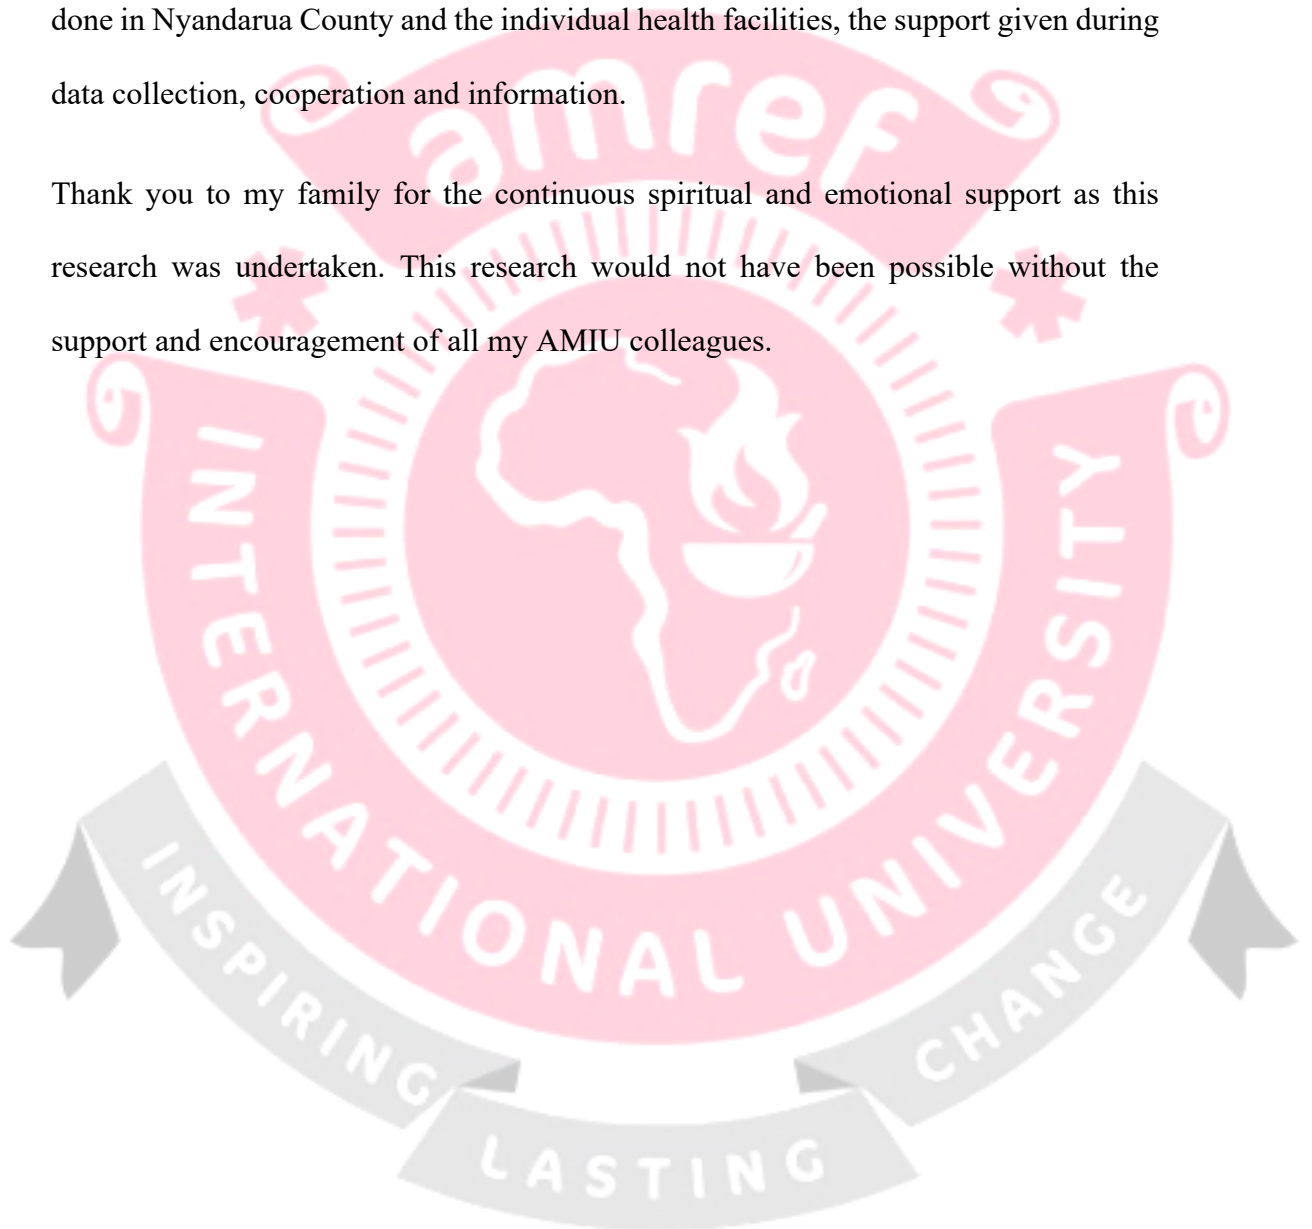 done in Nyandarua County and the individual health facilities, the support given during
data collection, cooperation and information.
Thank you to my family for the continuous spiritual and emotional support as this
research was undertaken. This research would not have been possible without the
support and encouragement of all my AMIU colleagues.
amref
INTERNATIONAL UNIVERSITY
INSPIRING
LASTING
CHANGE